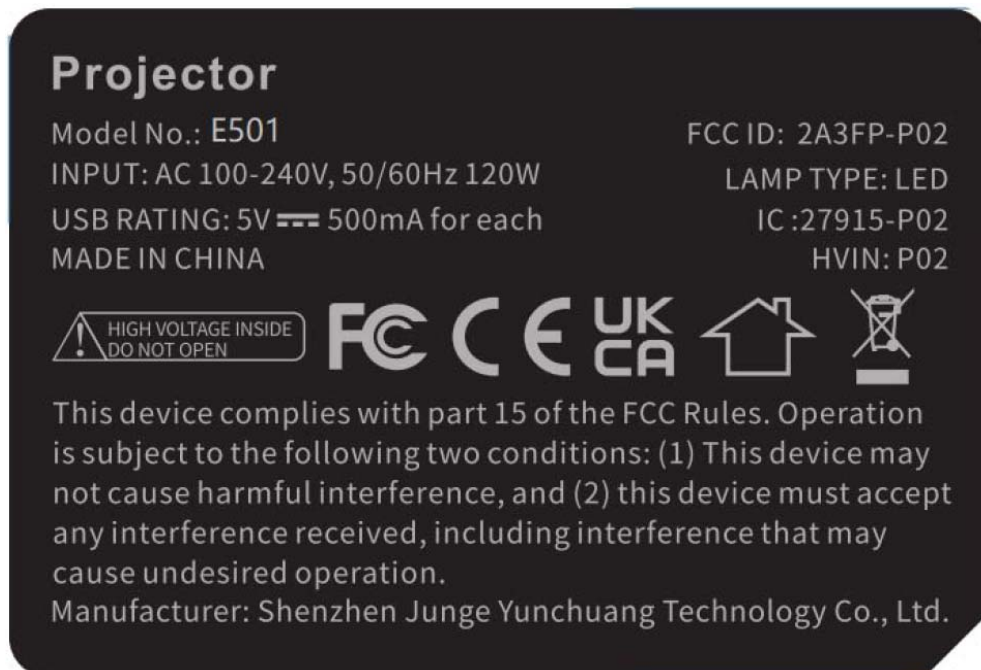 Projector
Model No.: E501
FCC ID: 2A3FP-P02
INPUT: AC 100-240V, 50/60Hz 120W
LAMP TYPE: LED
USB RATING: 5V ⎓ 500mA for each
IC :27915-P02
MADE IN CHINA
HVIN: P02
HIGH VOLTAGE INSIDE
DO NOT OPEN
FC CE UK
CA
This device complies with part 15 of the FCC Rules. Operation
is subject to the following two conditions: (1) This device may
not cause harmful interference, and (2) this device must accept
any interference received, including interference that may
cause undesired operation.
Manufacturer: Shenzhen Junge Yunchuang Technology Co., Ltd.